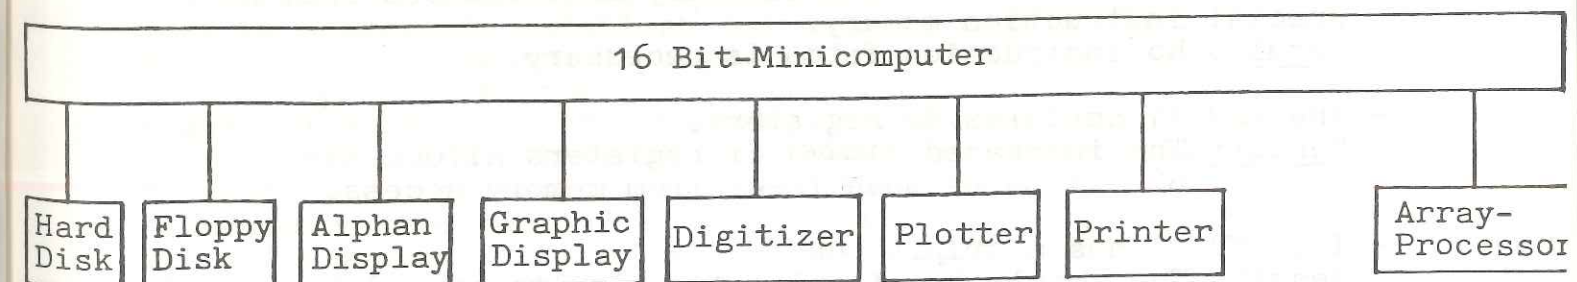 16 Bit-Minicomputer
Hard
Disk
Floppy
Disk
Alphan
Display
Graphic
Display
Digitizer
Plotter
Printer
Array-
Processor